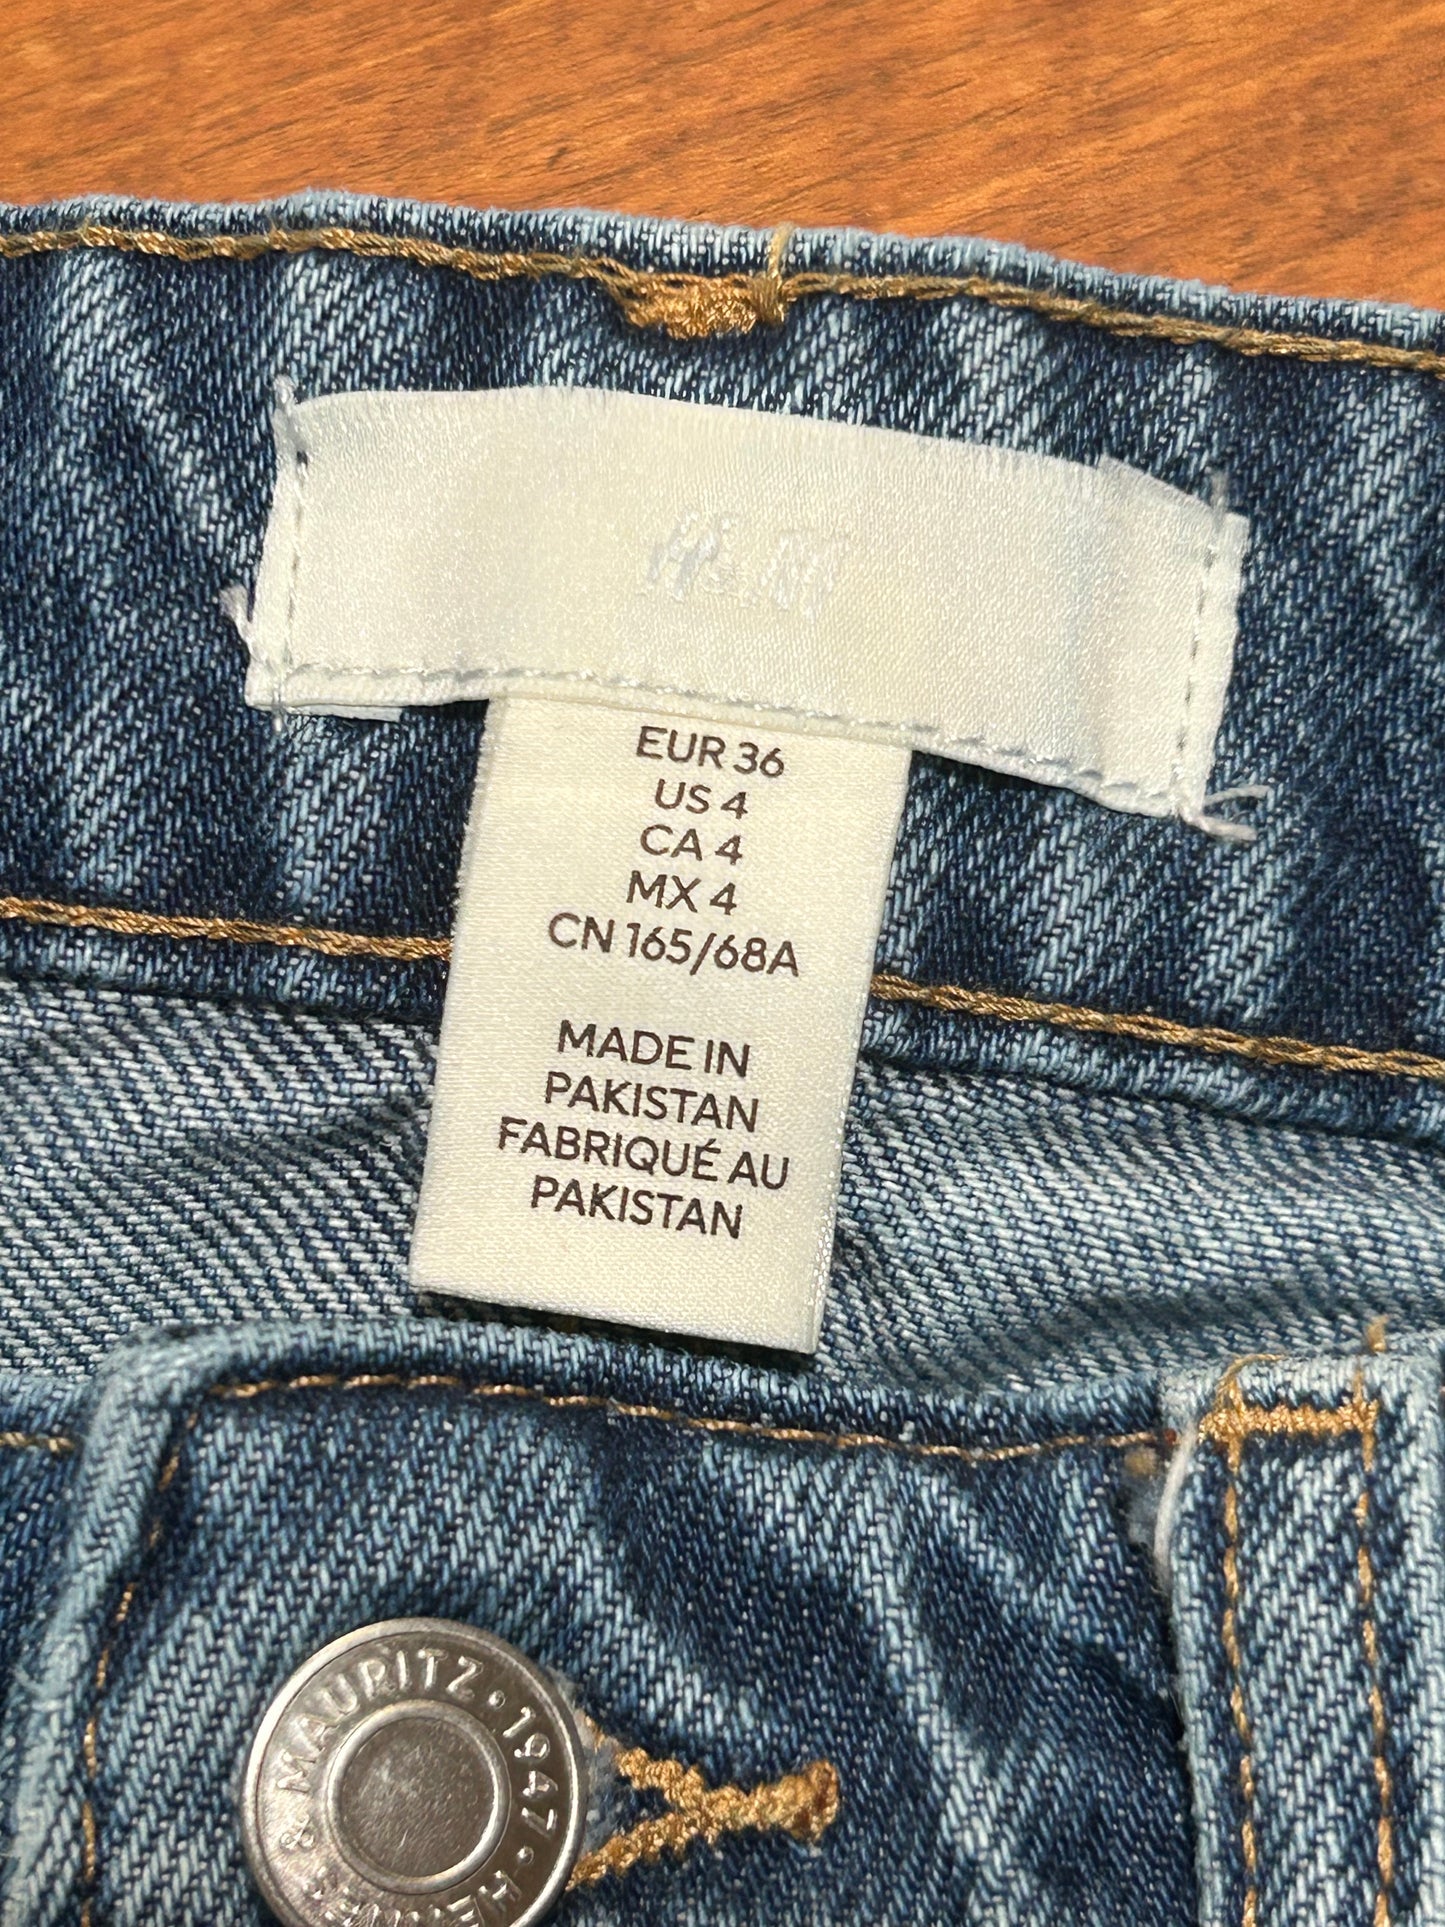 H&M
EUR 36
US 4
CA 4
MX 4
CN 165/68A
MADE IN
PAKISTAN
FABRIQUÉ AU
PAKISTAN
& MAURITZ · 1947 ·